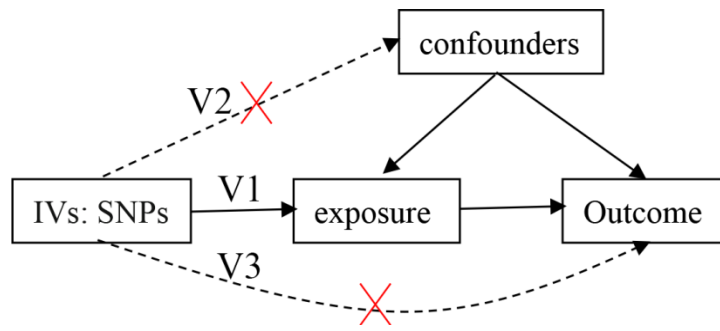 confounders
V2
IVs: SNPs
V1
exposure
Outcome
V3